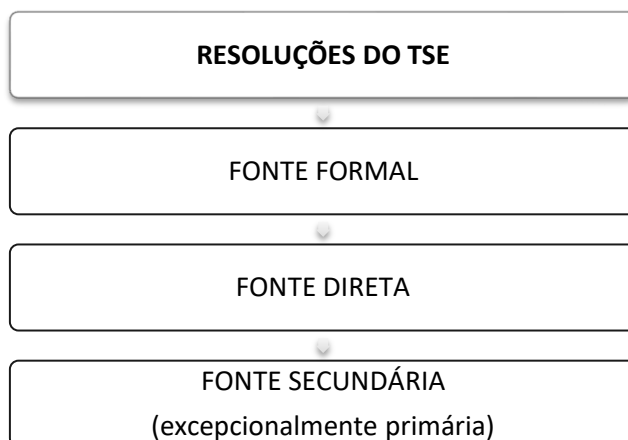 RESOLUÇÕES DO TSE
FONTE FORMAL
FONTE DIRETA
FONTE SECUNDÁRIA
(excepcionalmente primária)